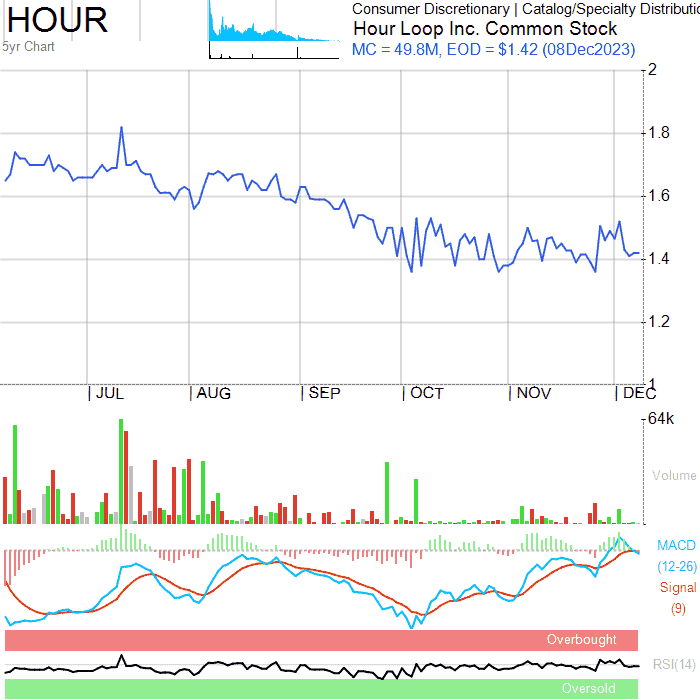 HOUR
5yr Chart
Consumer Discretionary | Catalog/Specialty Distributio
Hour Loop Inc. Common Stock
MC = 49.8M, EOD = $1.42 (08Dec2023)
2
1.8
1.6
1.4
1.2
1
JUL AUG SEP OCT NOV DEC
64k
Volume
MACD
(12-26)
Signal
(9)
Overbought
RSI(14)
Oversold